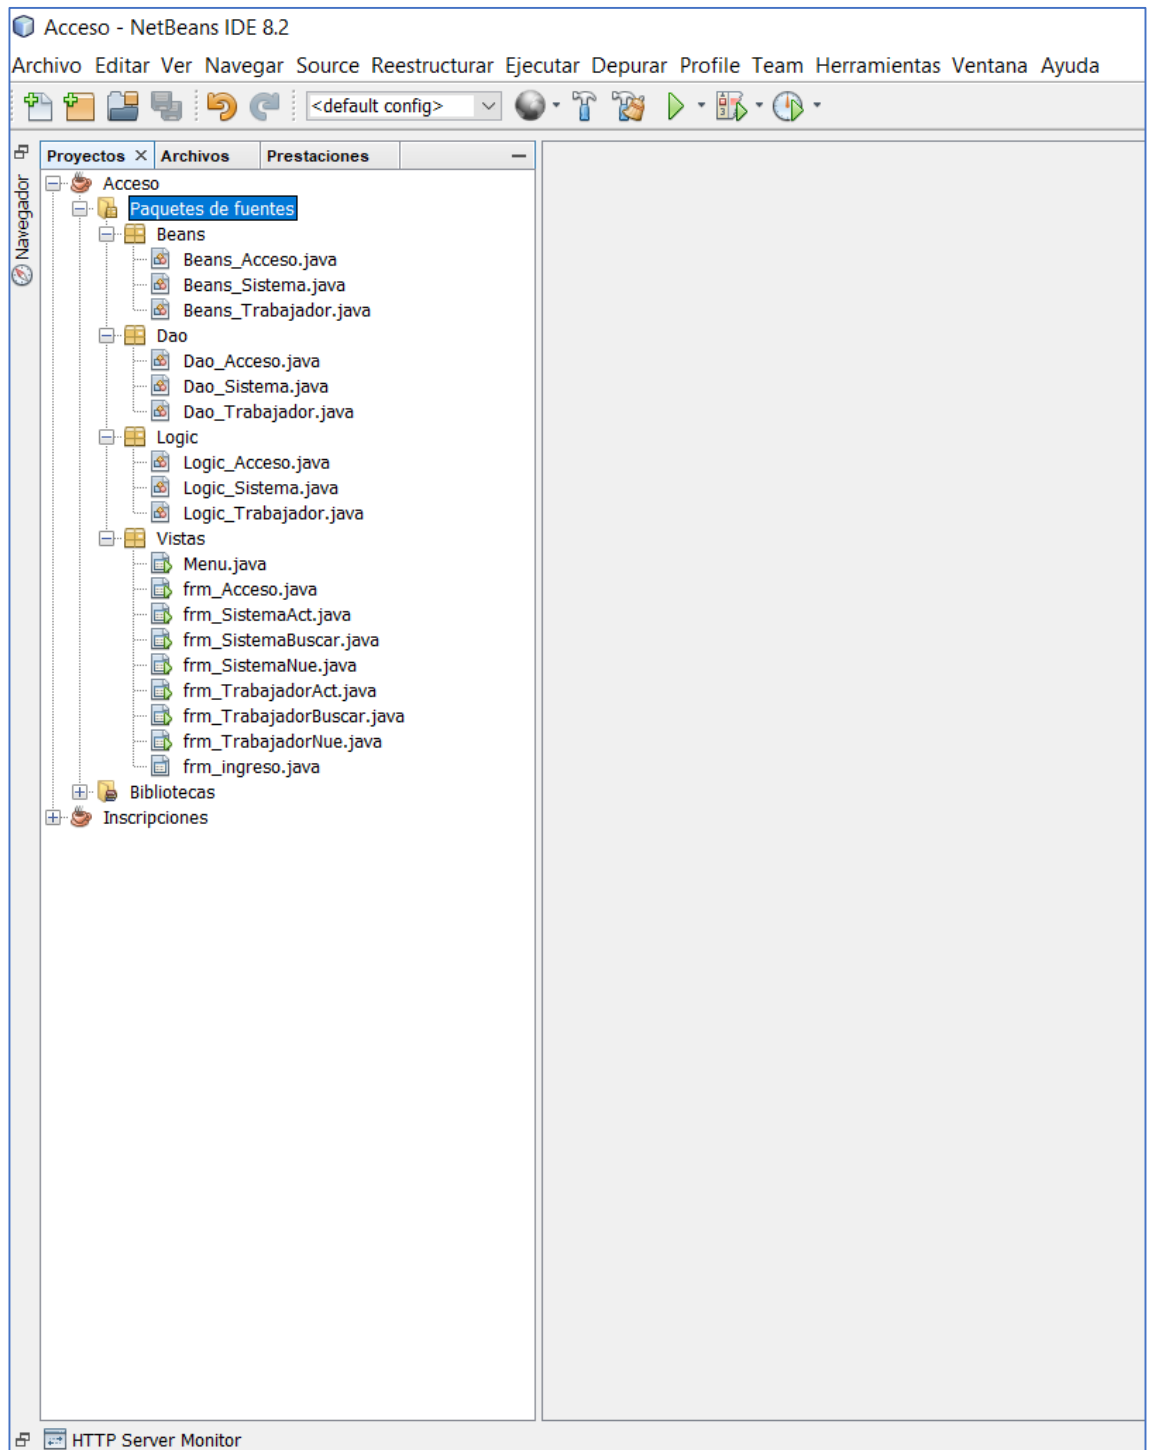 Acceso - NetBeans IDE 8.2
Archivo Editar Ver Navegar Source Reestructurar Ejecutar Depurar Profile Team Herramientas Ventana Ayuda
<default config>
Proyectos Archivos Prestaciones
Navegador
Acceso
Paquetes de fuentes
Beans
Beans_Acceso.java
Beans_Sistema.java
Beans_Trabajador.java
Dao
Dao_Acceso.java
Dao_Sistema.java
Dao_Trabajador.java
Logic
Logic_Acceso.java
Logic_Sistema.java
Logic_Trabajador.java
Vistas
Menu.java
frm_Acceso.java
frm_SistemaAct.java
frm_SistemaBuscar.java
frm_SistemaNue.java
frm_TrabajadorAct.java
frm_TrabajadorBuscar.java
frm_TrabajadorNue.java
frm_ingreso.java
Bibliotecas
Inscripciones
HTTP Server Monitor